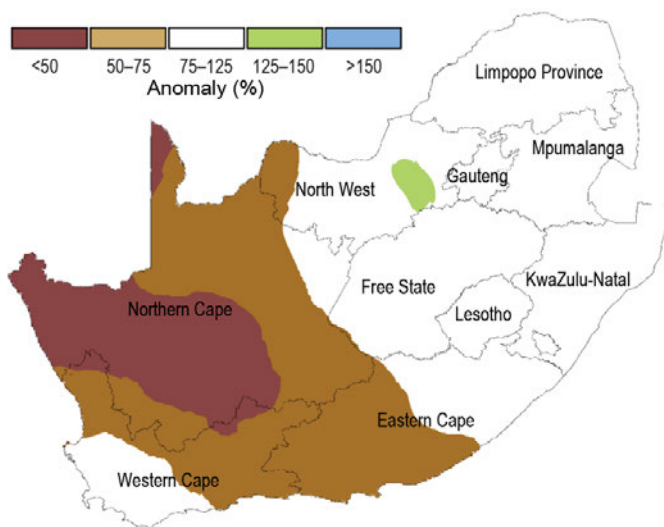 <50 50–75 75–125 125–150 >150
Anomaly (%)
Limpopo Province
Mpumalanga
Gauteng
North West
KwaZulu-Natal
Free State
Northern Cape
Lesotho
Eastern Cape
Western Cape